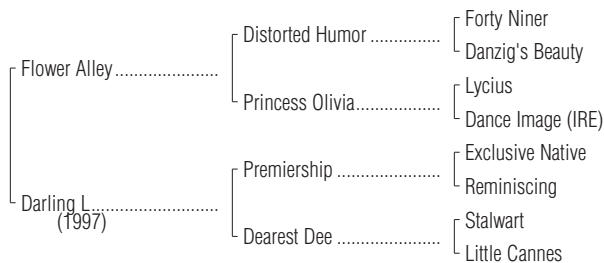 Forty Niner
Distorted Humor ................
Danzig's Beauty
Flower Alley .......................
Lycius
Princess Olivia...................
Dance Image (IRE)
Exclusive Native
Premiership .......................
Reminiscing
Darling L............................
(1997)
Stalwart
Dearest Dee .......................
Little Cannes